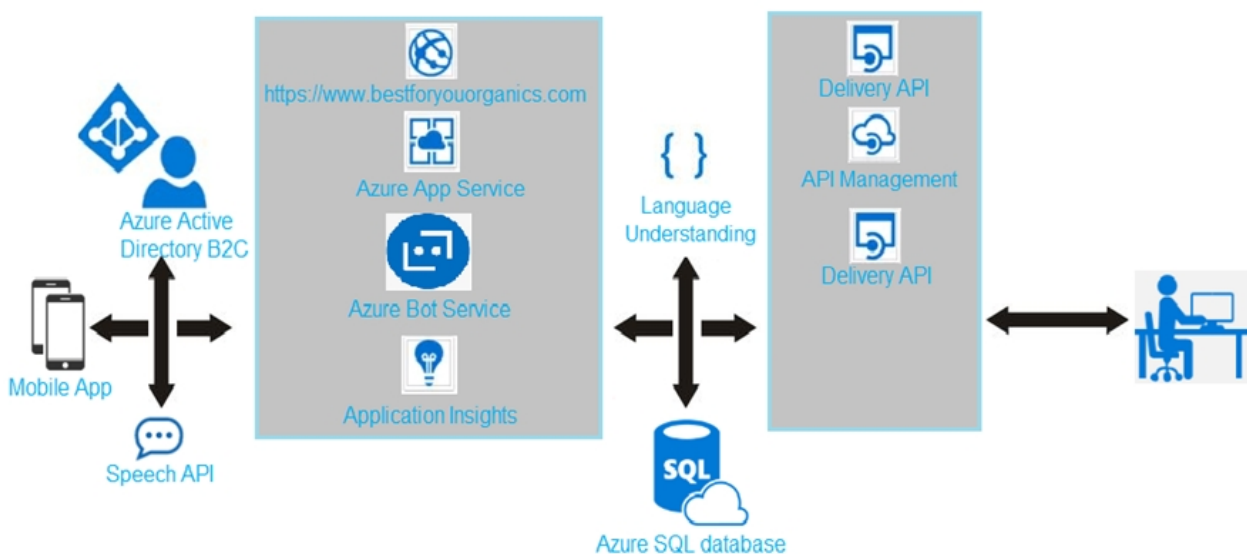 https://www.bestforyouorganics.com
Azure App Service
Azure Bot Service
Application Insights
Azure Active
Directory B2C
Mobile App
Speech API
{ }
Language
Understanding
SQL
Azure SQL database
Delivery API
API Management
Delivery API